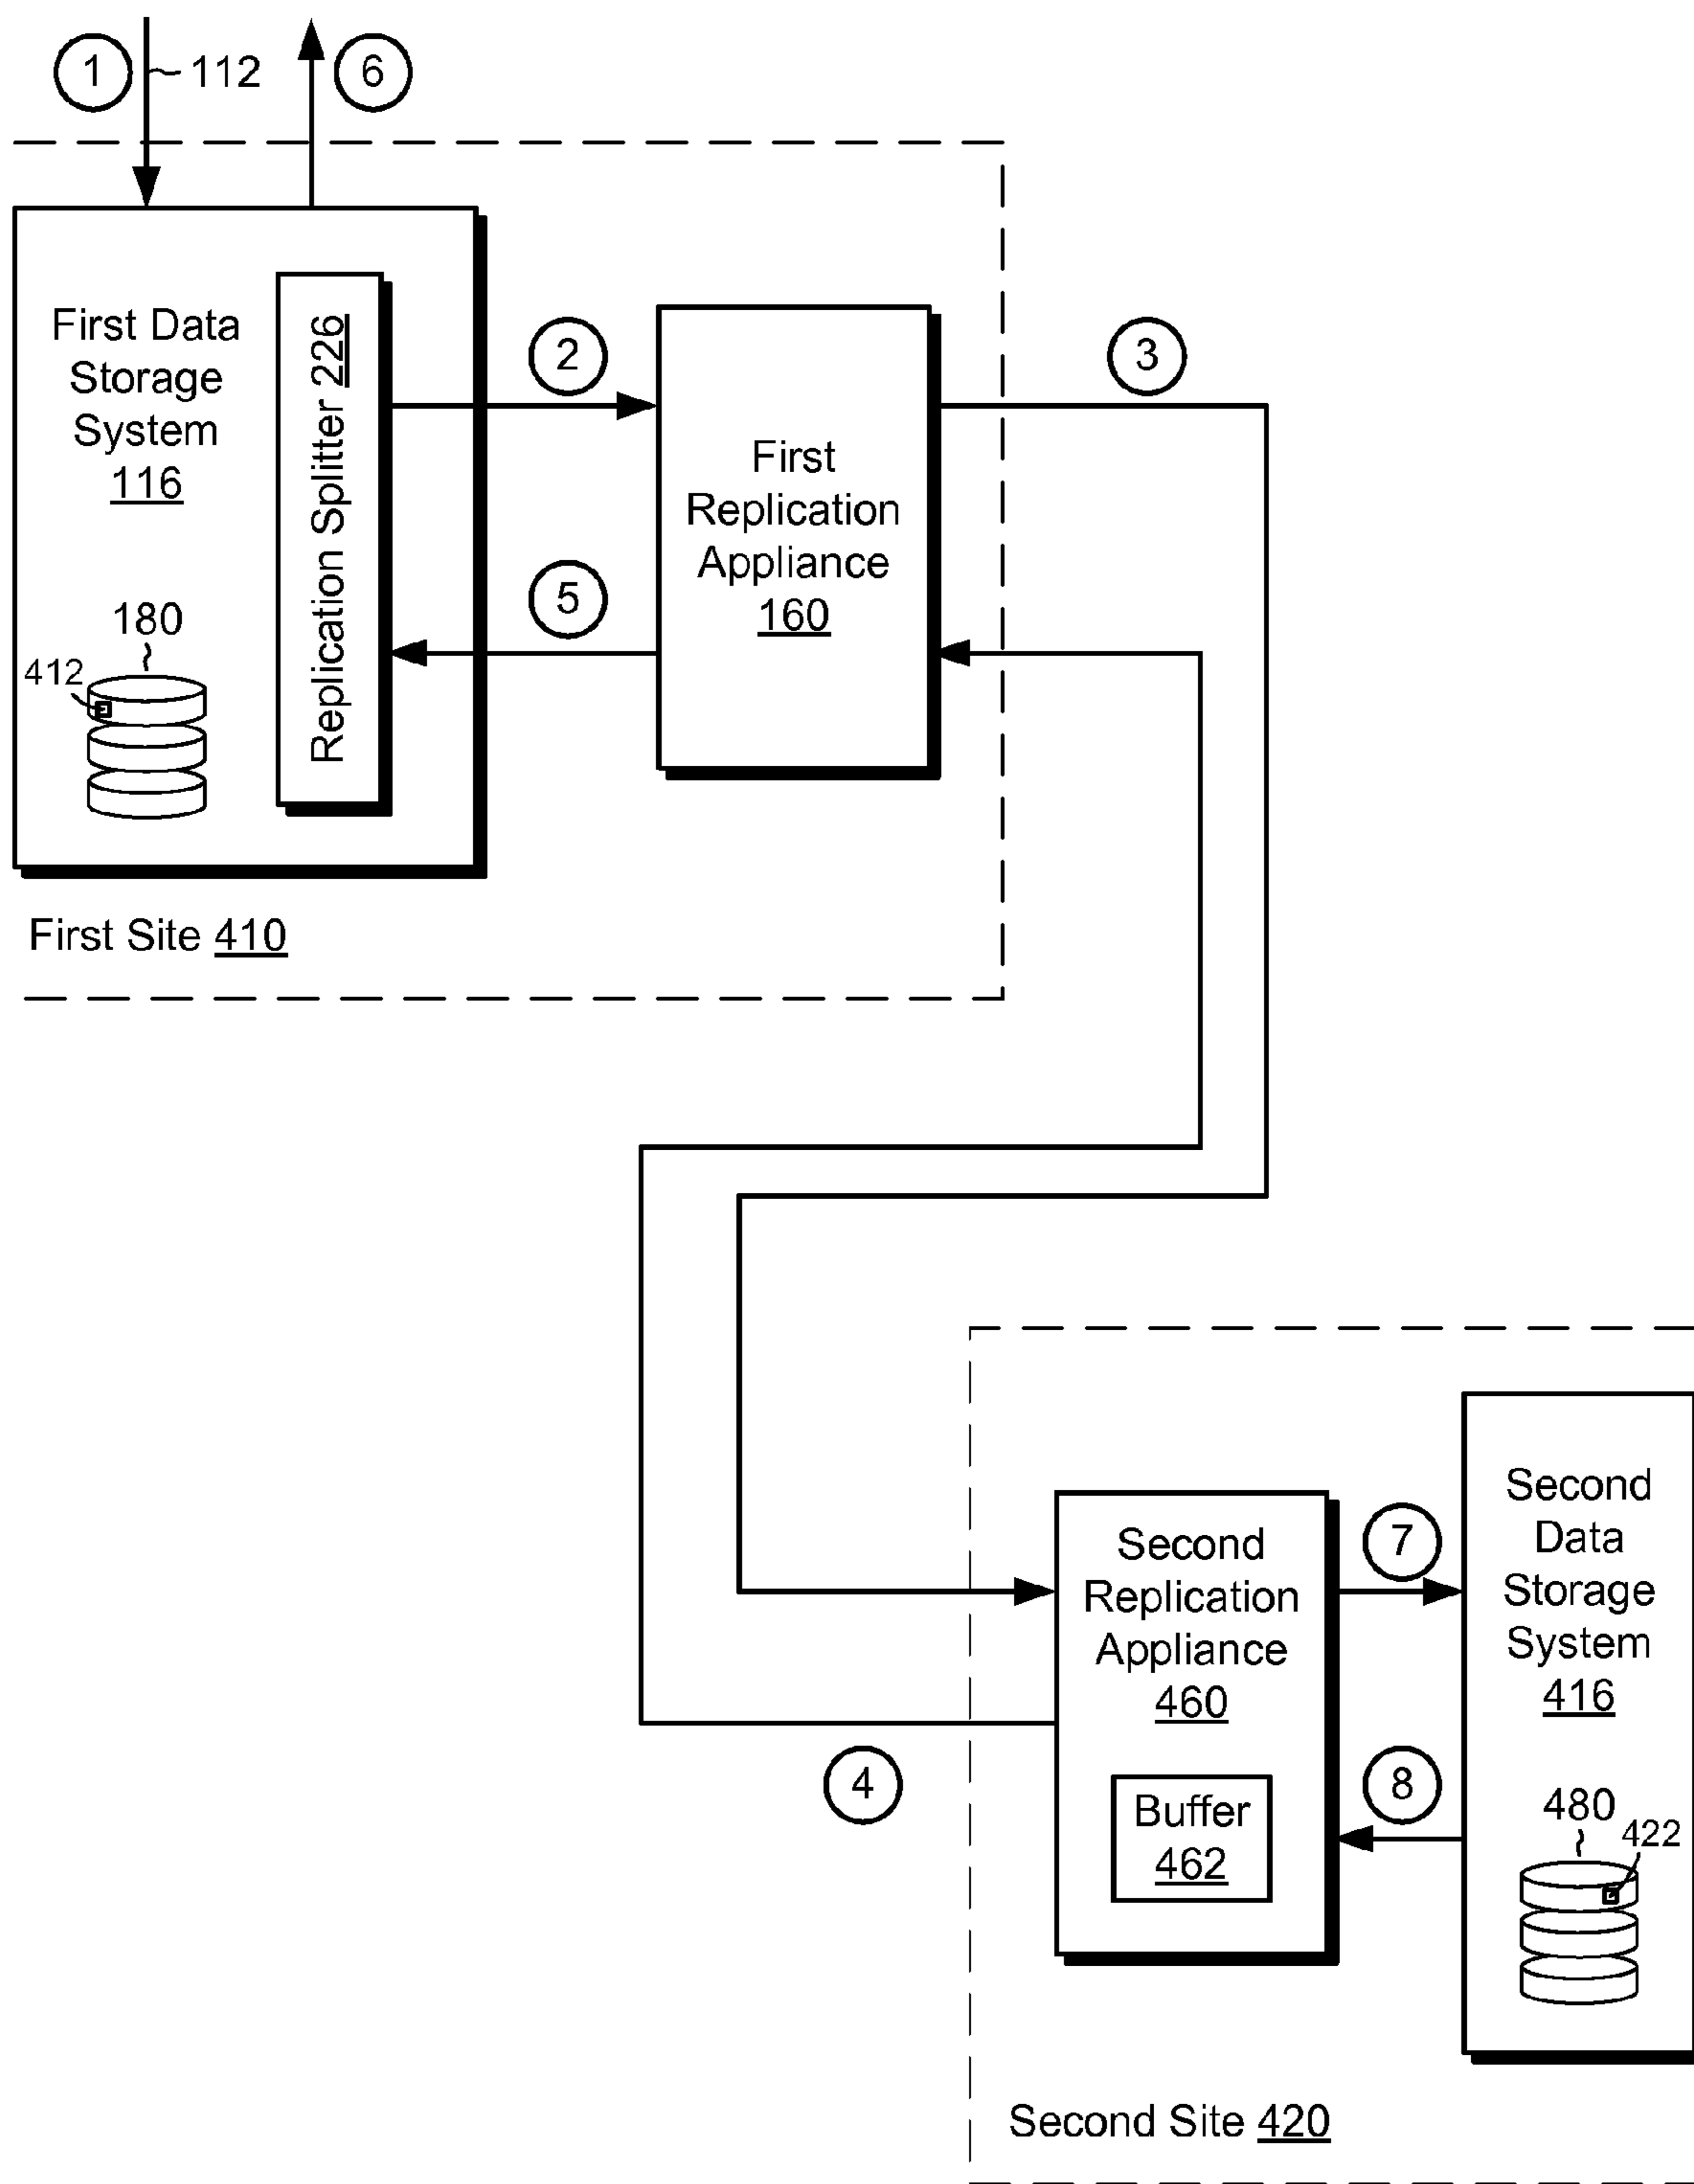 1
112
6
First Data
Storage
System
116
Replication Splitter 226
180
412
2
5
First
Replication
Appliance
160
3
First Site 410
4
Second
Replication
Appliance
460
Buffer
462
7
8
Second
Data
Storage
System
416
480
422
Second Site 420